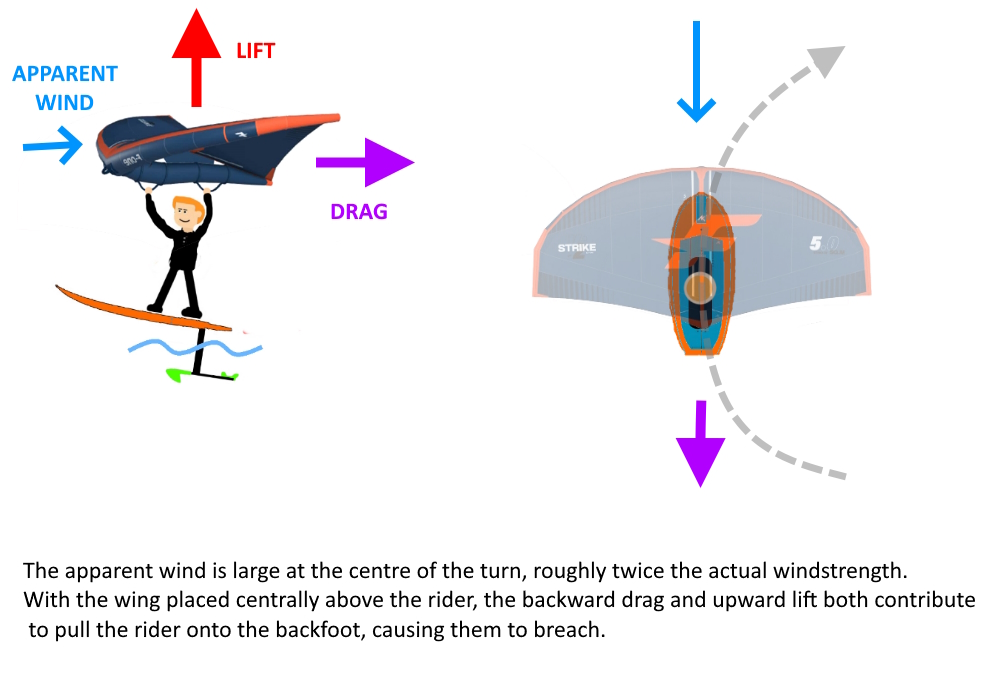 LIFT
APPARENT
WIND
DRAG
STRIKE
5
The apparent wind is large at the centre of the turn, roughly twice the actual windstrength.
With the wing placed centrally above the rider, the backward drag and upward lift both contribute
to pull the rider onto the backfoot, causing them to breach.